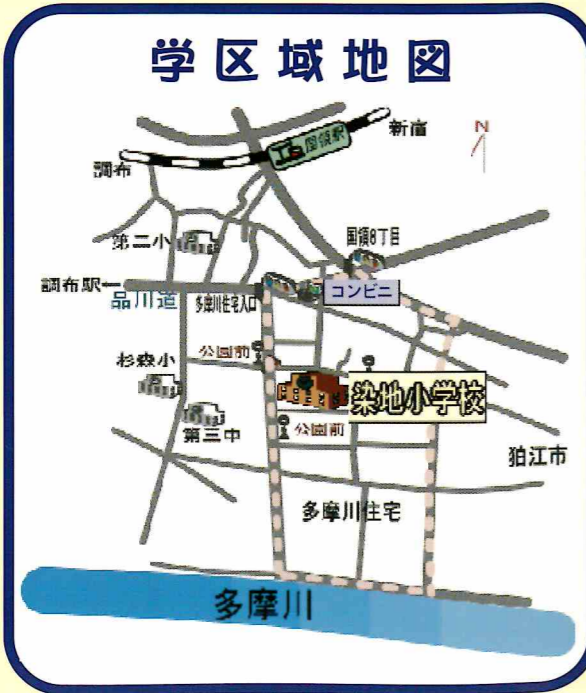 学区域地図
新宿
N
国領駅
調布
国領8丁目
第二小
調布駅←
品川道
多摩川住宅入口
コンビニ
公園前
杉森小
染地小学校
公園前
第三中
狛江市
多摩川住宅
多摩川